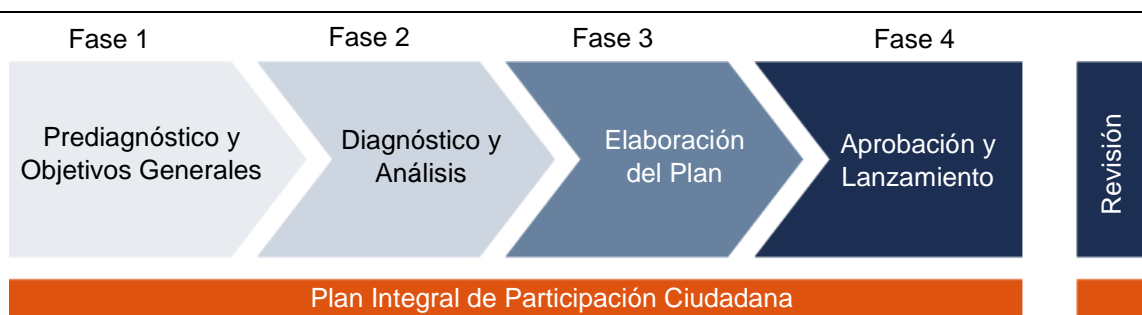 Fase 1
Fase 2
Fase 3
Fase 4
Prediagnóstico y
Objetivos Generales
Diagnóstico y
Análisis
Elaboración
del Plan
Aprobación y
Lanzamiento
Revisión
Plan Integral de Participación Ciudadana